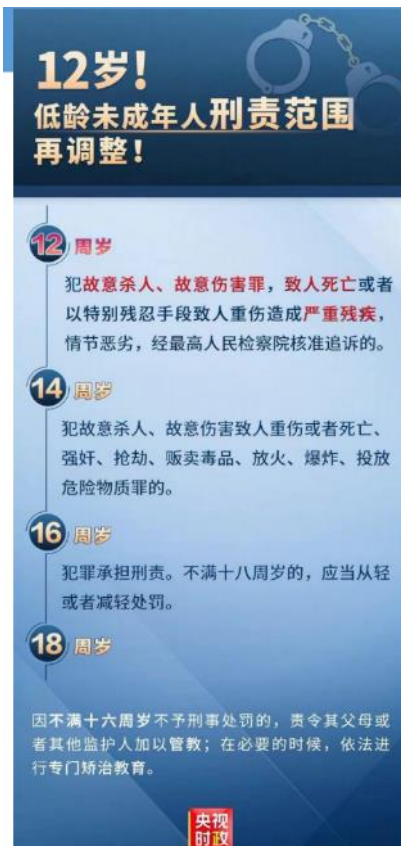 12岁!
低龄未成年人刑责范围
再调整!
12周岁
犯故意杀人、故意伤害罪，致人死亡或者
以特别残忍手段致人重伤造成严重残疾，
情节恶劣，经最高人民检察院核准追诉的。
14周岁
犯故意杀人、故意伤害致人重伤或者死亡、
强奸、抢劫、贩卖毒品、放火、爆炸、投放
危险物质罪的。
16周岁
犯罪承担刑责。不满十八周岁的，应当从轻
或者减轻处罚。
18周岁
因不满十六周岁不予刑事处罚的，责令其父母或
者其他监护人加以管教；在必要的时候，依法进
行专门矫治教育。
央视
时政